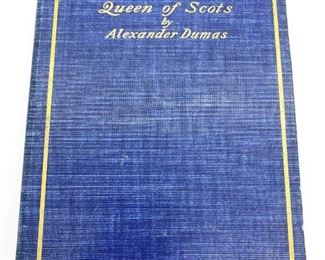 Queen of Scots
by
Alexander Dumas